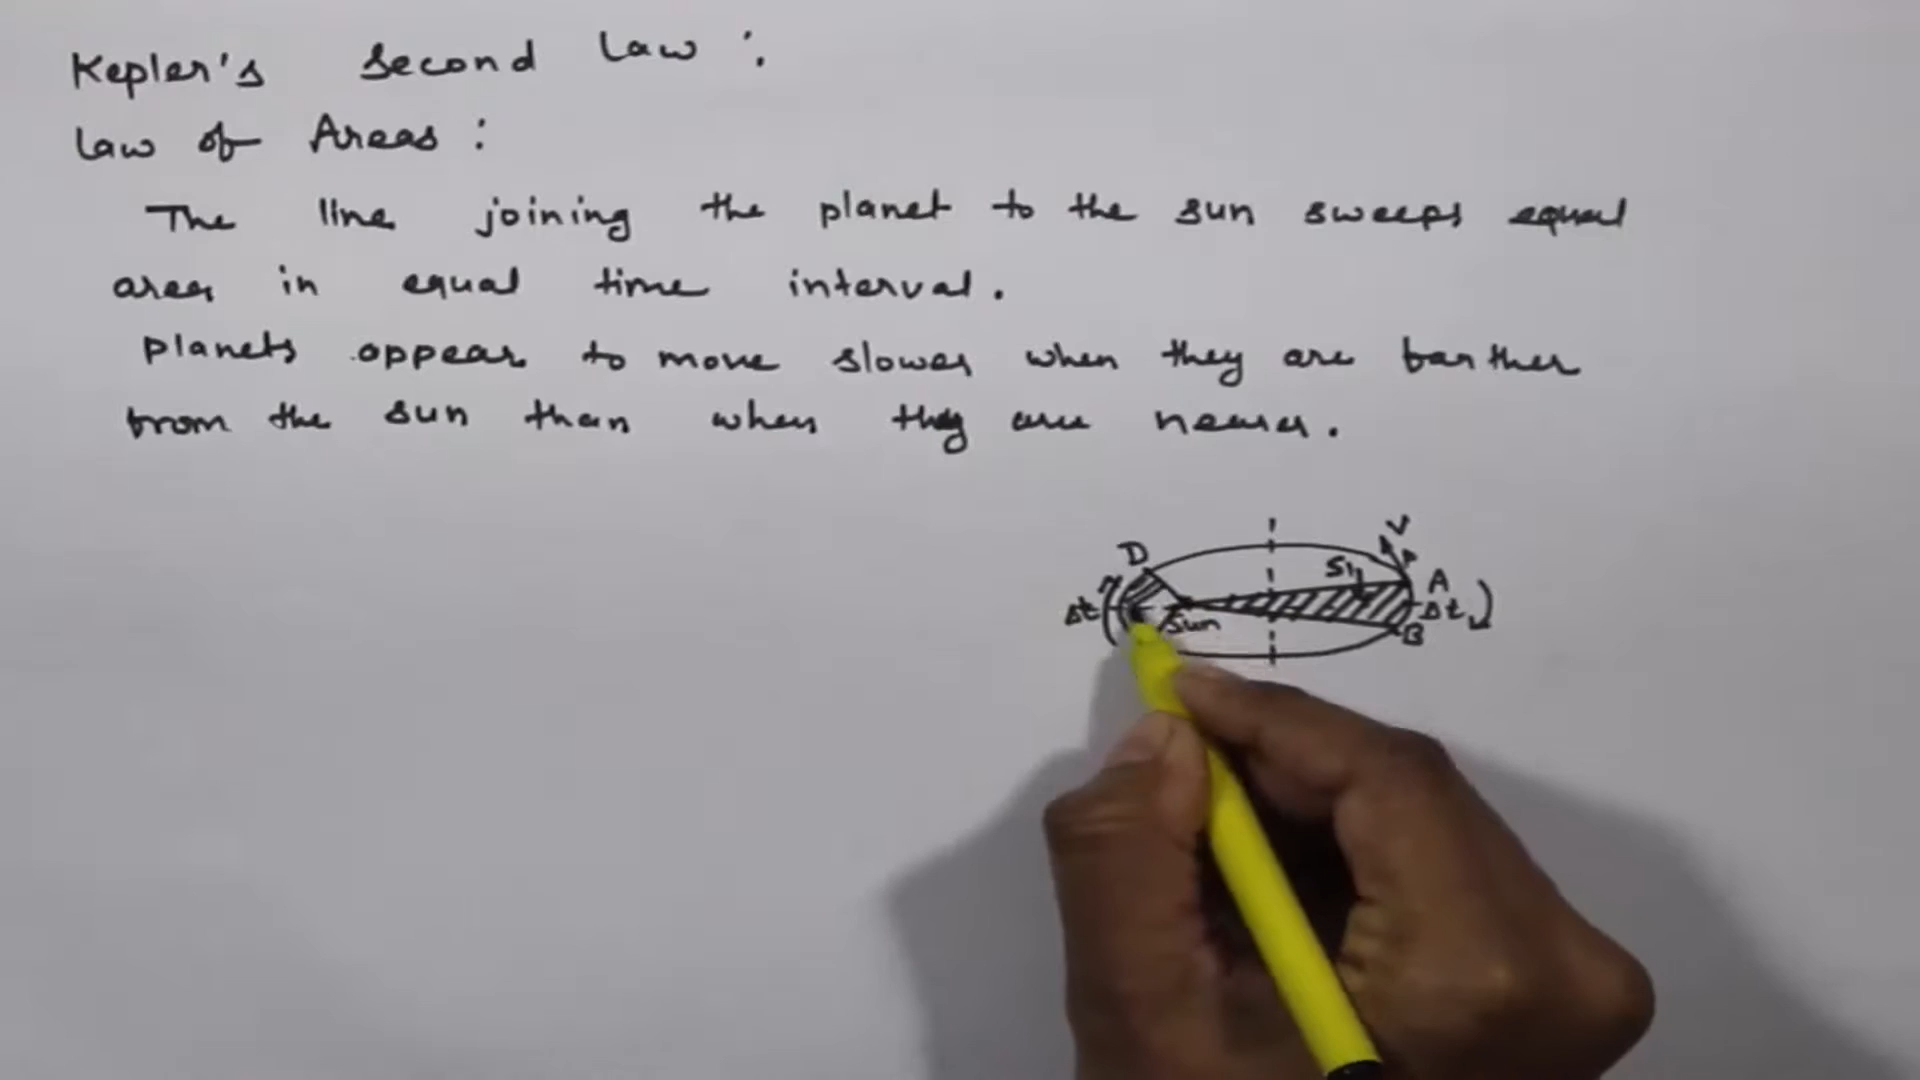 Kepler's second Law :
Law of Areas :
The line joining the planet to the sun sweeps equal
area in equal time interval.
Planets appear to move slower when they are farther
from the sun than when they are nearer.
V
D
S1
P
A
Δt
Sun
Δt
B